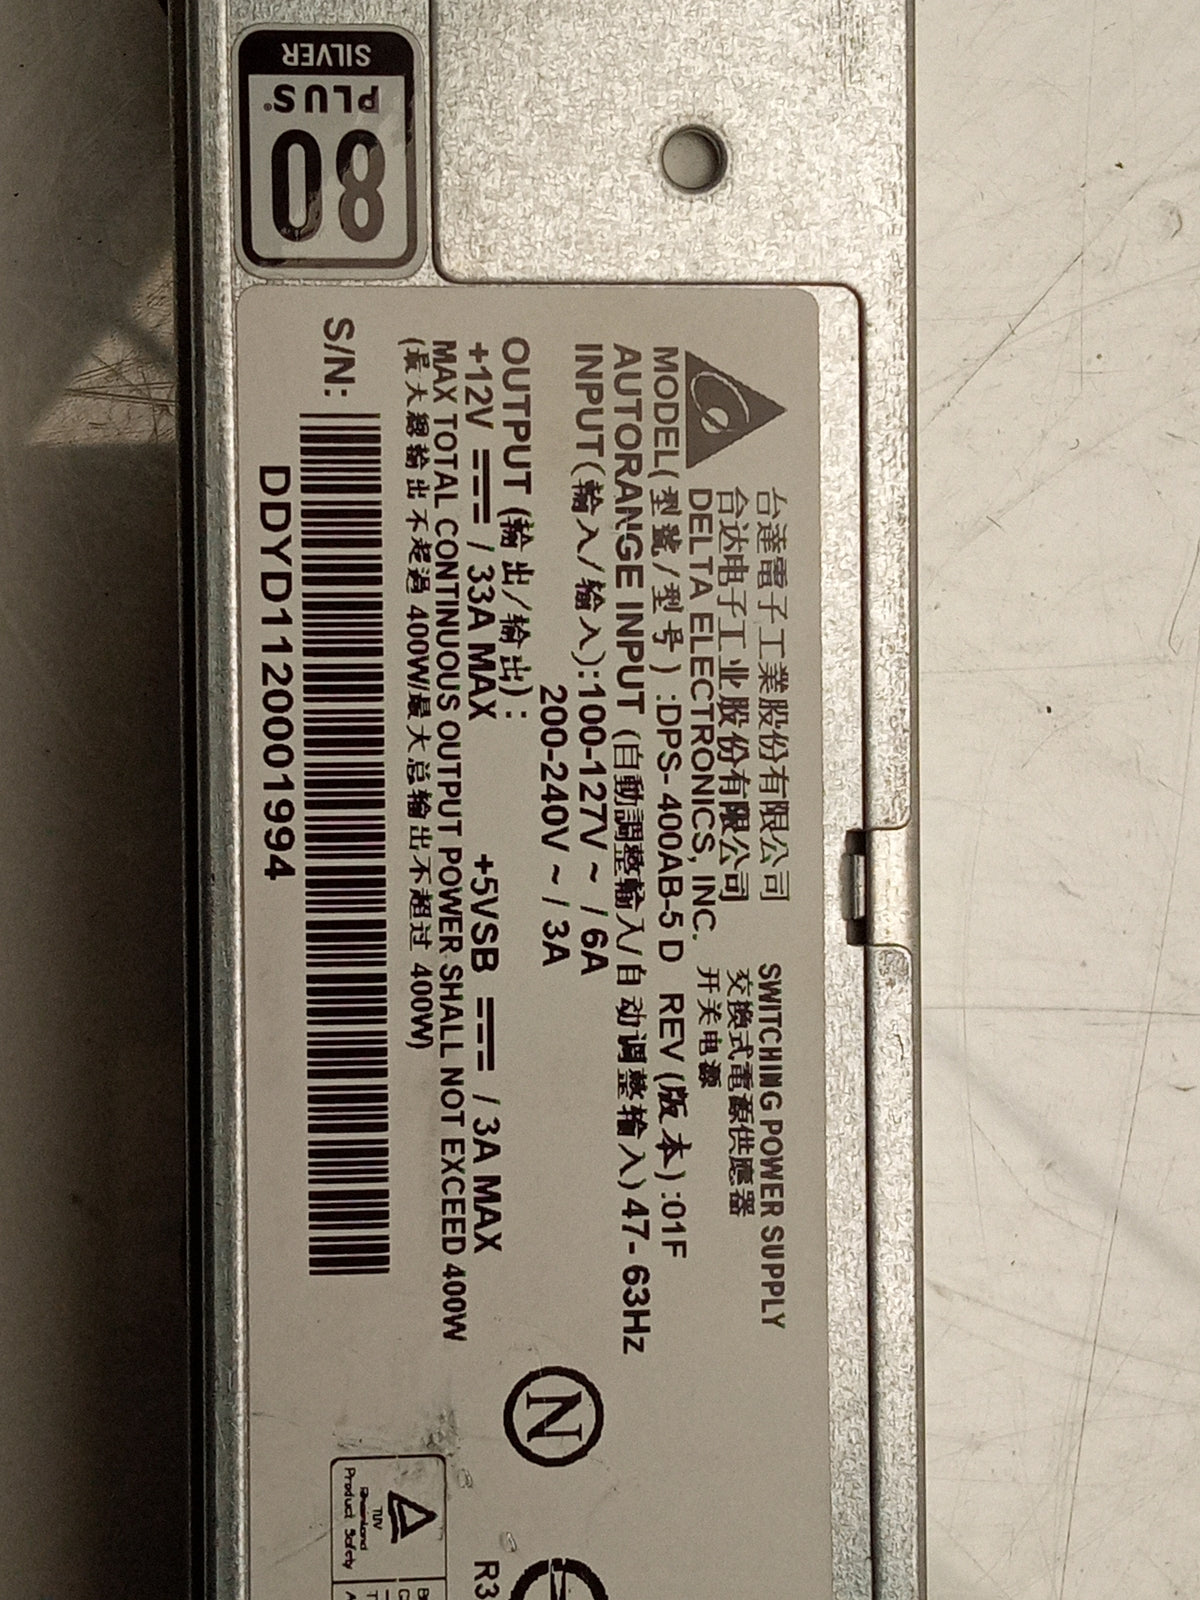 80
PLUS®
SILVER
台達電子工業股份有限公司
台达电子工业股份有限公司
DELTA ELECTRONICS, INC.
SWITCHING POWER SUPPLY
交換式電源供應器
开关电源
MODEL(型號/型号) :DPS-400AB-5 D REV (版本) :01F
AUTORANGE INPUT (自動調整輸入/自动调整输入) 47-63Hz
INPUT (輸入/输入) :100-127V ~ / 6A
200-240V ~ / 3A
OUTPUT (輸出/输出) :
+12V / 33A MAX +5VSB / 3A MAX
MAX TOTAL CONTINUOUS OUTPUT POWER SHALL NOT EXCEED 400W
(最大總輸出不超過 400W/最大总输出不超过 400W)
S/N:
DDYD1120001994
N
TÜV
Rheinland
Product Safety
R3